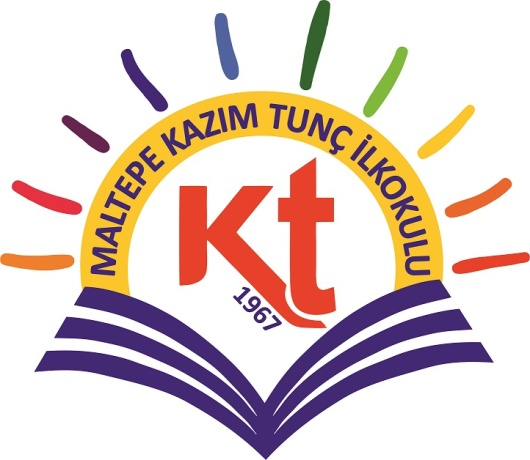 MALTEPE KAZIM TUNÇ İLKOKULU
Kt
1967